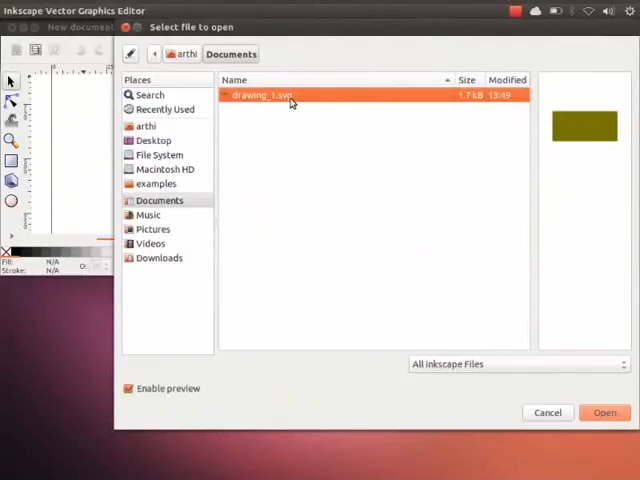 Inkscape Vector Graphics Editor
New document
Select file to open
arthi
Documents
Places
Name
Size
Modified
Search
drawing_1.svg
1.7 kB
13:49
Recently Used
arthi
Desktop
File System
Macintosh HD
examples
Documents
Music
Pictures
Videos
Downloads
Fill:
N/A
Stroke:
N/A
O:
All Inkscape Files
Enable preview
Cancel
Open